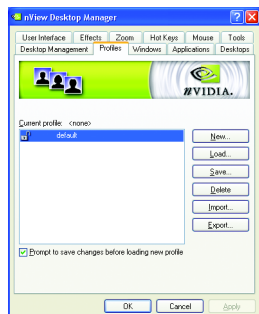 nView Desktop Manager
User Interface Effects Zoom Hot Keys Mouse Tools
Desktop Management Profiles Windows Applications Desktops
NVIDIA.
Current profile: <none>
default
New...
Load...
Save...
Delete
Import...
Export...
Prompt to save changes before loading new profile
OK Cancel Apply